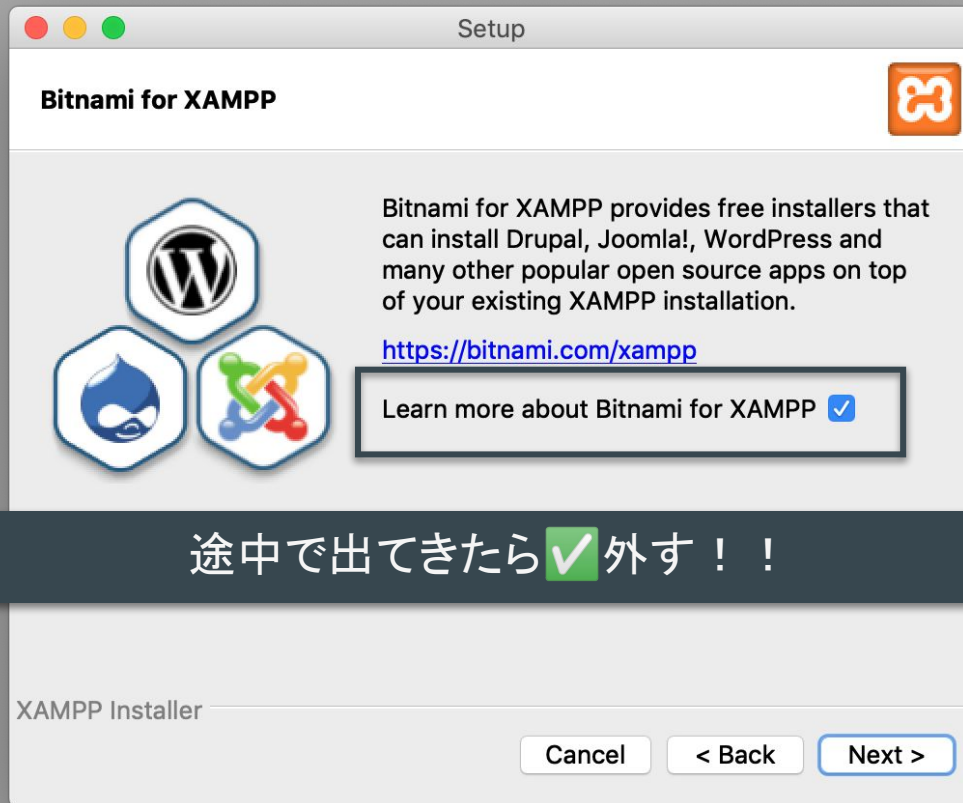 Setup
Bitnami for XAMPP
Bitnami for XAMPP provides free installers that
can install Drupal, Joomla!, WordPress and
many other popular open source apps on top
of your existing XAMPP installation.
https://bitnami.com/xampp
Learn more about Bitnami for XAMPP
途中で出てきたら✅外す！！
XAMPP Installer
Cancel
< Back
Next >